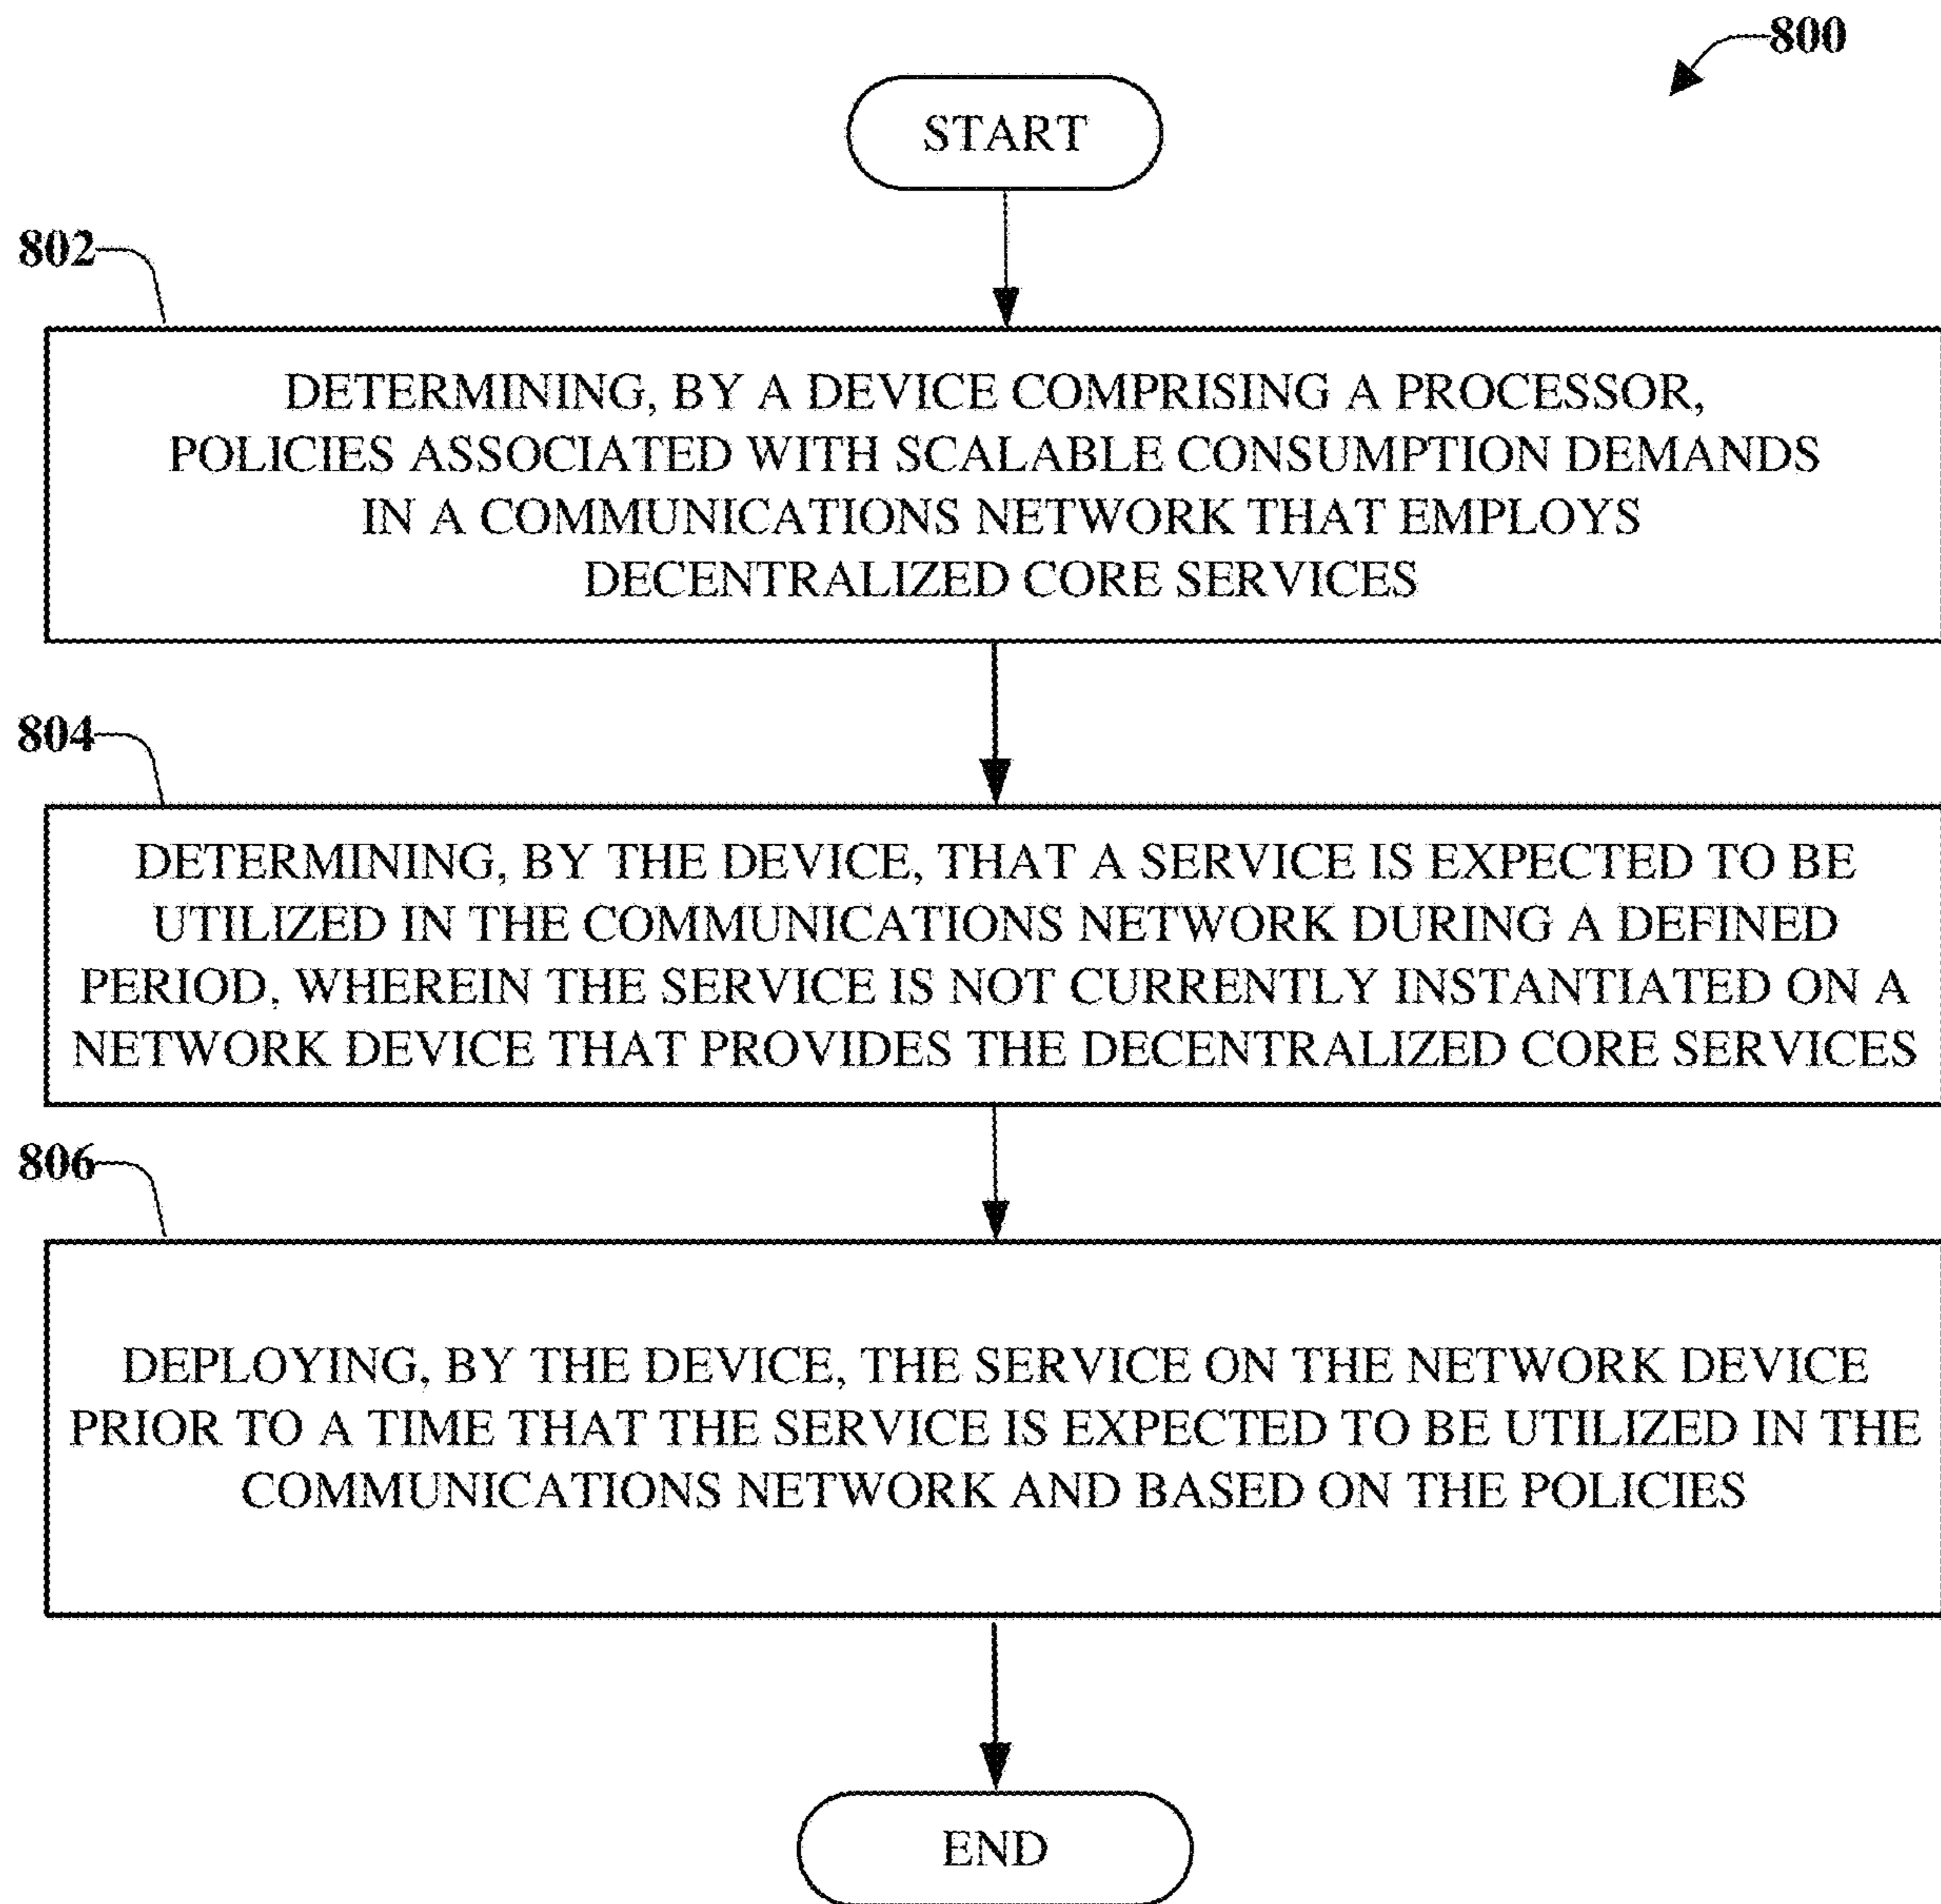 800
START
802
DETERMINING, BY A DEVICE COMPRISING A PROCESSOR,
POLICIES ASSOCIATED WITH SCALABLE CONSUMPTION DEMANDS
IN A COMMUNICATIONS NETWORK THAT EMPLOYS
DECENTRALIZED CORE SERVICES
804
DETERMINING, BY THE DEVICE, THAT A SERVICE IS EXPECTED TO BE
UTILIZED IN THE COMMUNICATIONS NETWORK DURING A DEFINED
PERIOD, WHEREIN THE SERVICE IS NOT CURRENTLY INSTANTIATED ON A
NETWORK DEVICE THAT PROVIDES THE DECENTRALIZED CORE SERVICES
806
DEPLOYING, BY THE DEVICE, THE SERVICE ON THE NETWORK DEVICE
PRIOR TO A TIME THAT THE SERVICE IS EXPECTED TO BE UTILIZED IN THE
COMMUNICATIONS NETWORK AND BASED ON THE POLICIES
END